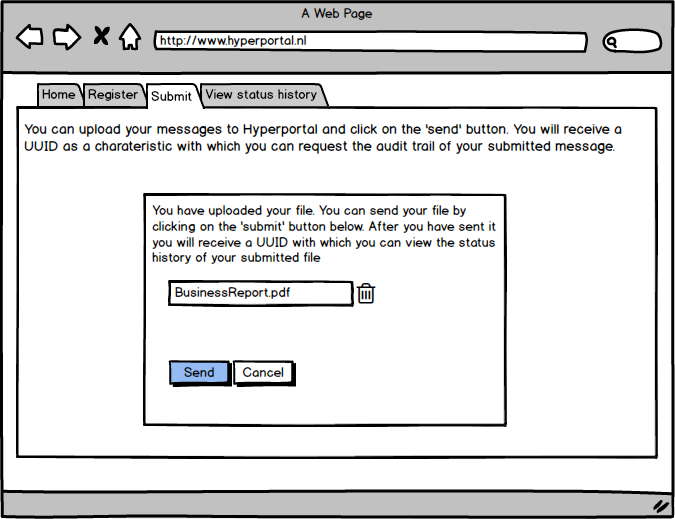 A Web Page
http://www.hyperportal.nl
Home Register Submit View status history
You can upload your messages to Hyperportal and click on the 'send' button. You will receive a
UUID as a charateristic with which you can request the audit trail of your submitted message.
You have uploaded your file. You can send your file by
clicking on the 'submit' button below. After you have sent it
you will receive a UUID with which you can view the status
history of your submitted file
BusinessReport.pdf
Send Cancel